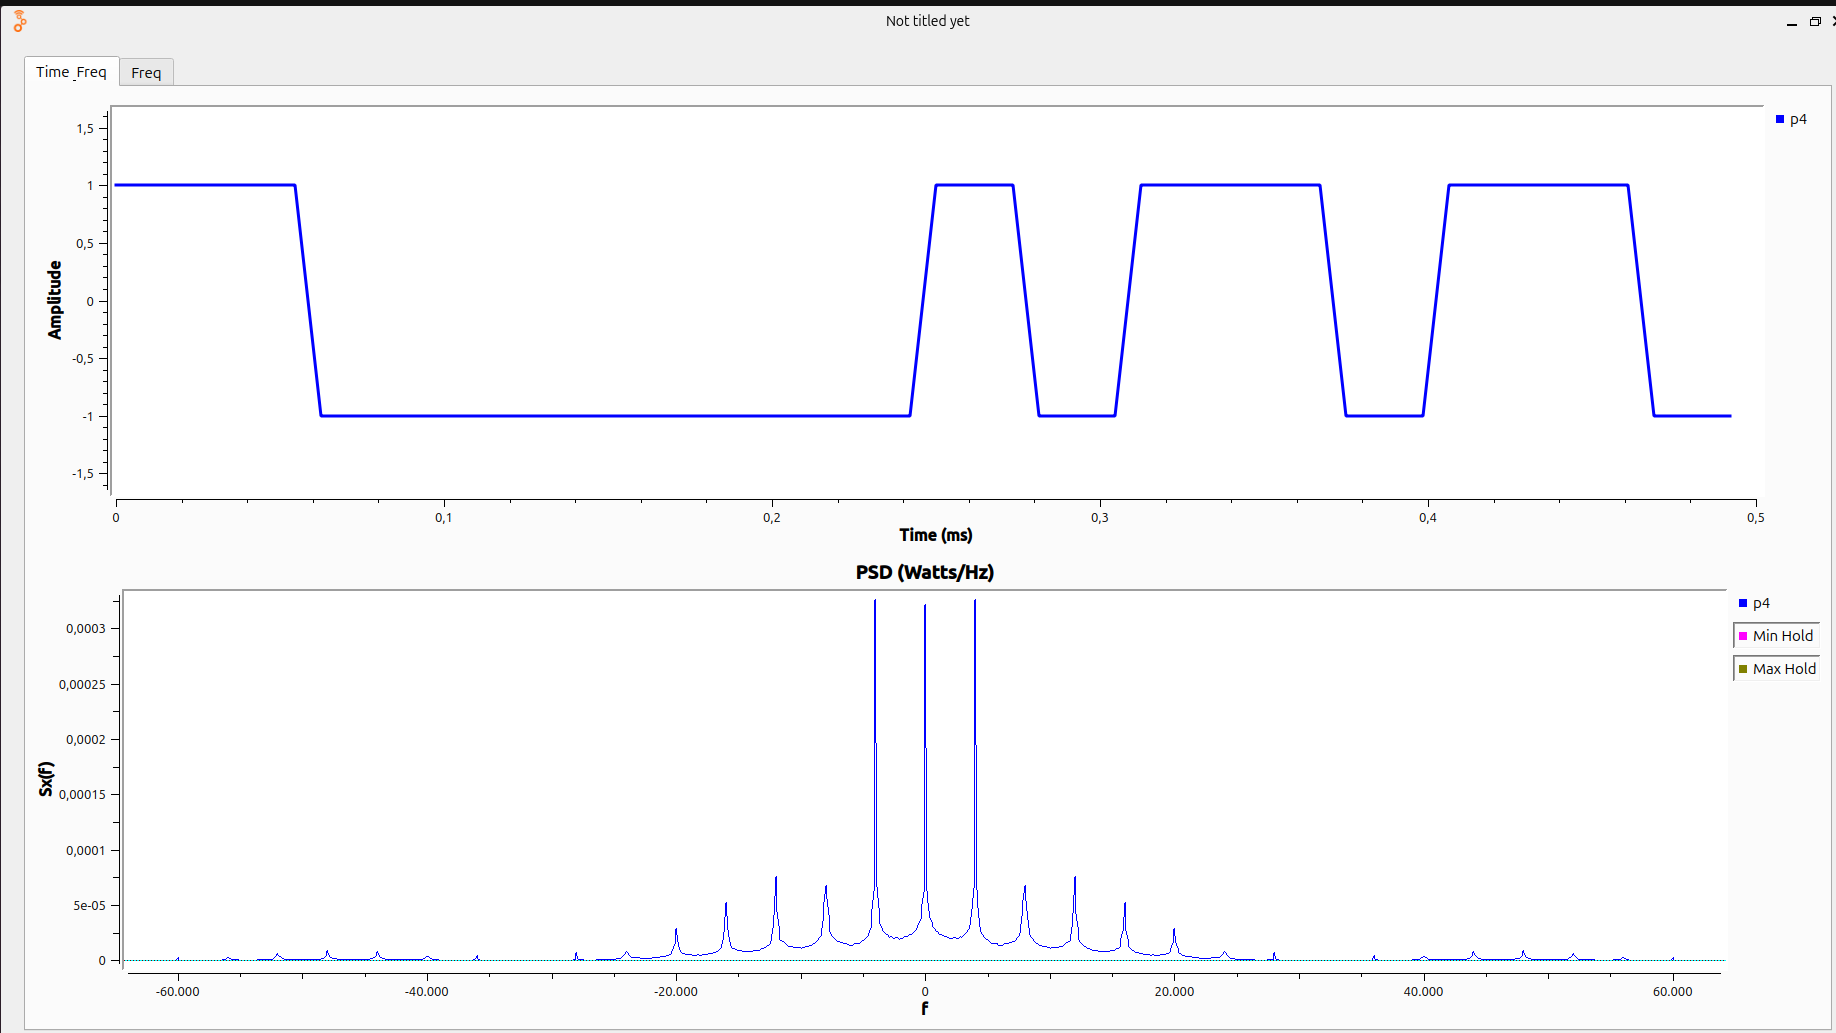 Not titled yet
Time_Freq
Freq
1,5
1
0,5
0
-0,5
-1
-1,5
Amplitude
p4
0 0,1 0,2 0,3 0,4 0,5
Time (ms)
PSD (Watts/Hz)
0,0003
0,00025
0,0002
0,00015
0,0001
5e-05
0
Sx(f)
p4
Min Hold
Max Hold
-60.000 -40.000 -20.000 0 20.000 40.000 60.000
f